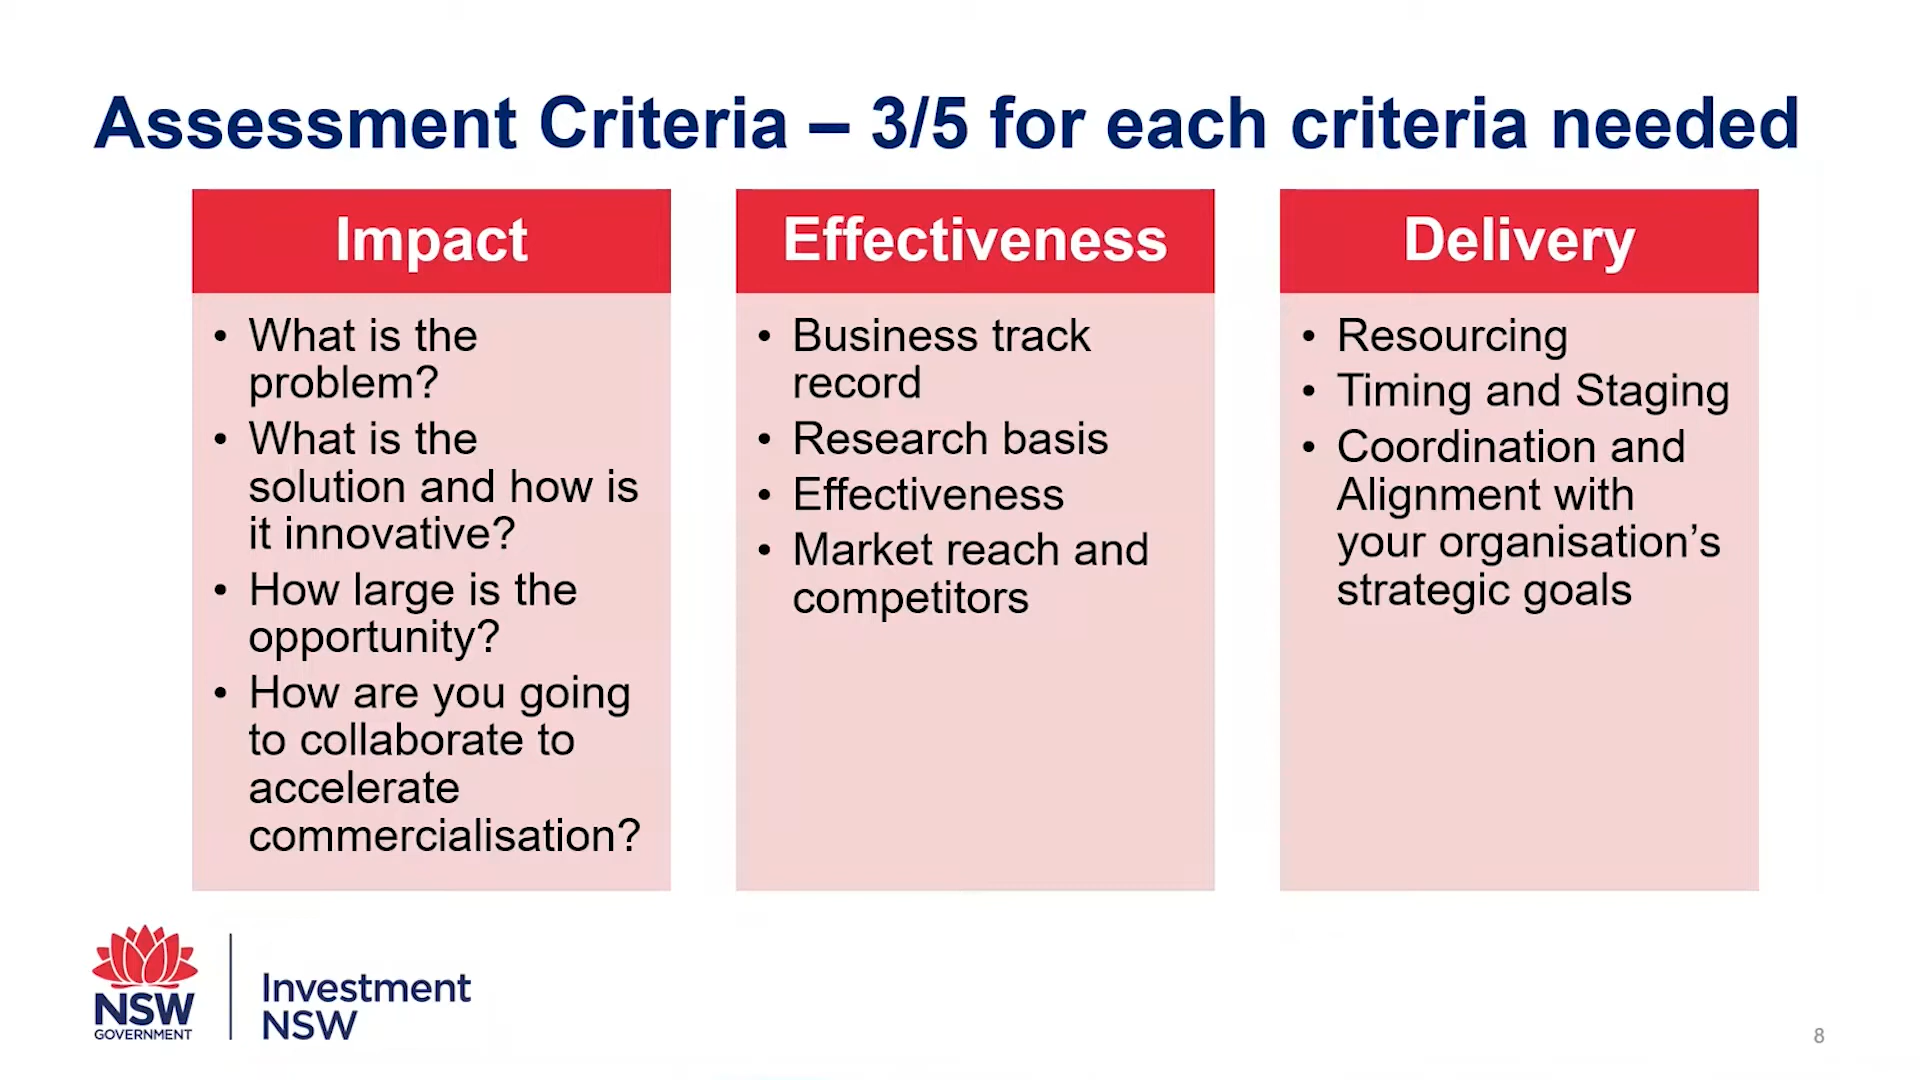 Assessment Criteria – 3/5 for each criteria needed
Impact
• What is the
problem?
• What is the
solution and how is
it innovative?
• How large is the
opportunity?
• How are you going
to collaborate to
accelerate
commercialisation?
Effectiveness
• Business track
record
• Research basis
• Effectiveness
• Market reach and
competitors
Delivery
• Resourcing
• Timing and Staging
• Coordination and
Alignment with
your organisation’s
strategic goals
NSW
GOVERNMENT
Investment
NSW
8